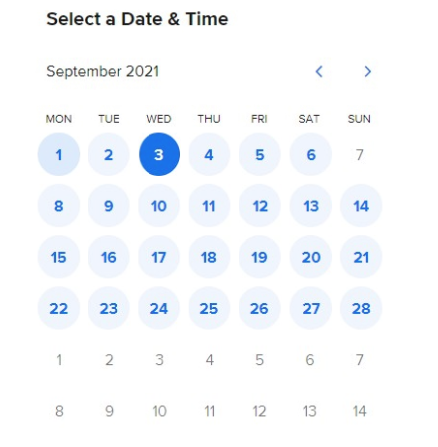 Select a Date & Time
September 2021
MON TUE WED THU FRI SAT SUN
1 2 3 4 5 6 7
8 9 10 11 12 13 14
15 16 17 18 19 20 21
22 23 24 25 26 27 28
1 2 3 4 5 6 7
8 9 10 11 12 13 14